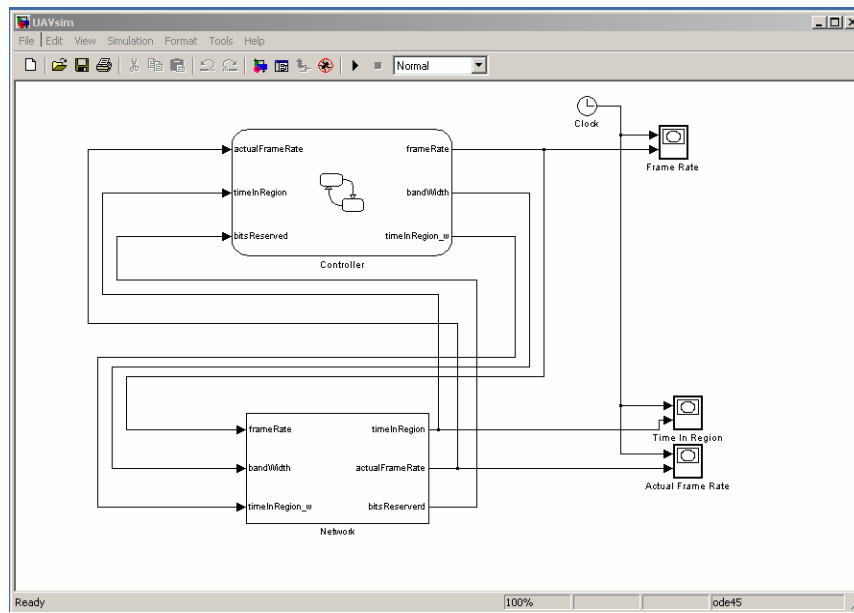 UAVsim
File Edit View Simulation Format Tools Help
Normal
Clock
Frame Rate
actualFrameRate frameRate
timeInRegion bandWidth
bitsReserved timeInRegion_w
Controller
frameRate timeInRegion
bandWidth actualFrameRate
timeInRegion_w bitsReserverd
Network
Time In Region
Actual Frame Rate
Ready 100% ode45